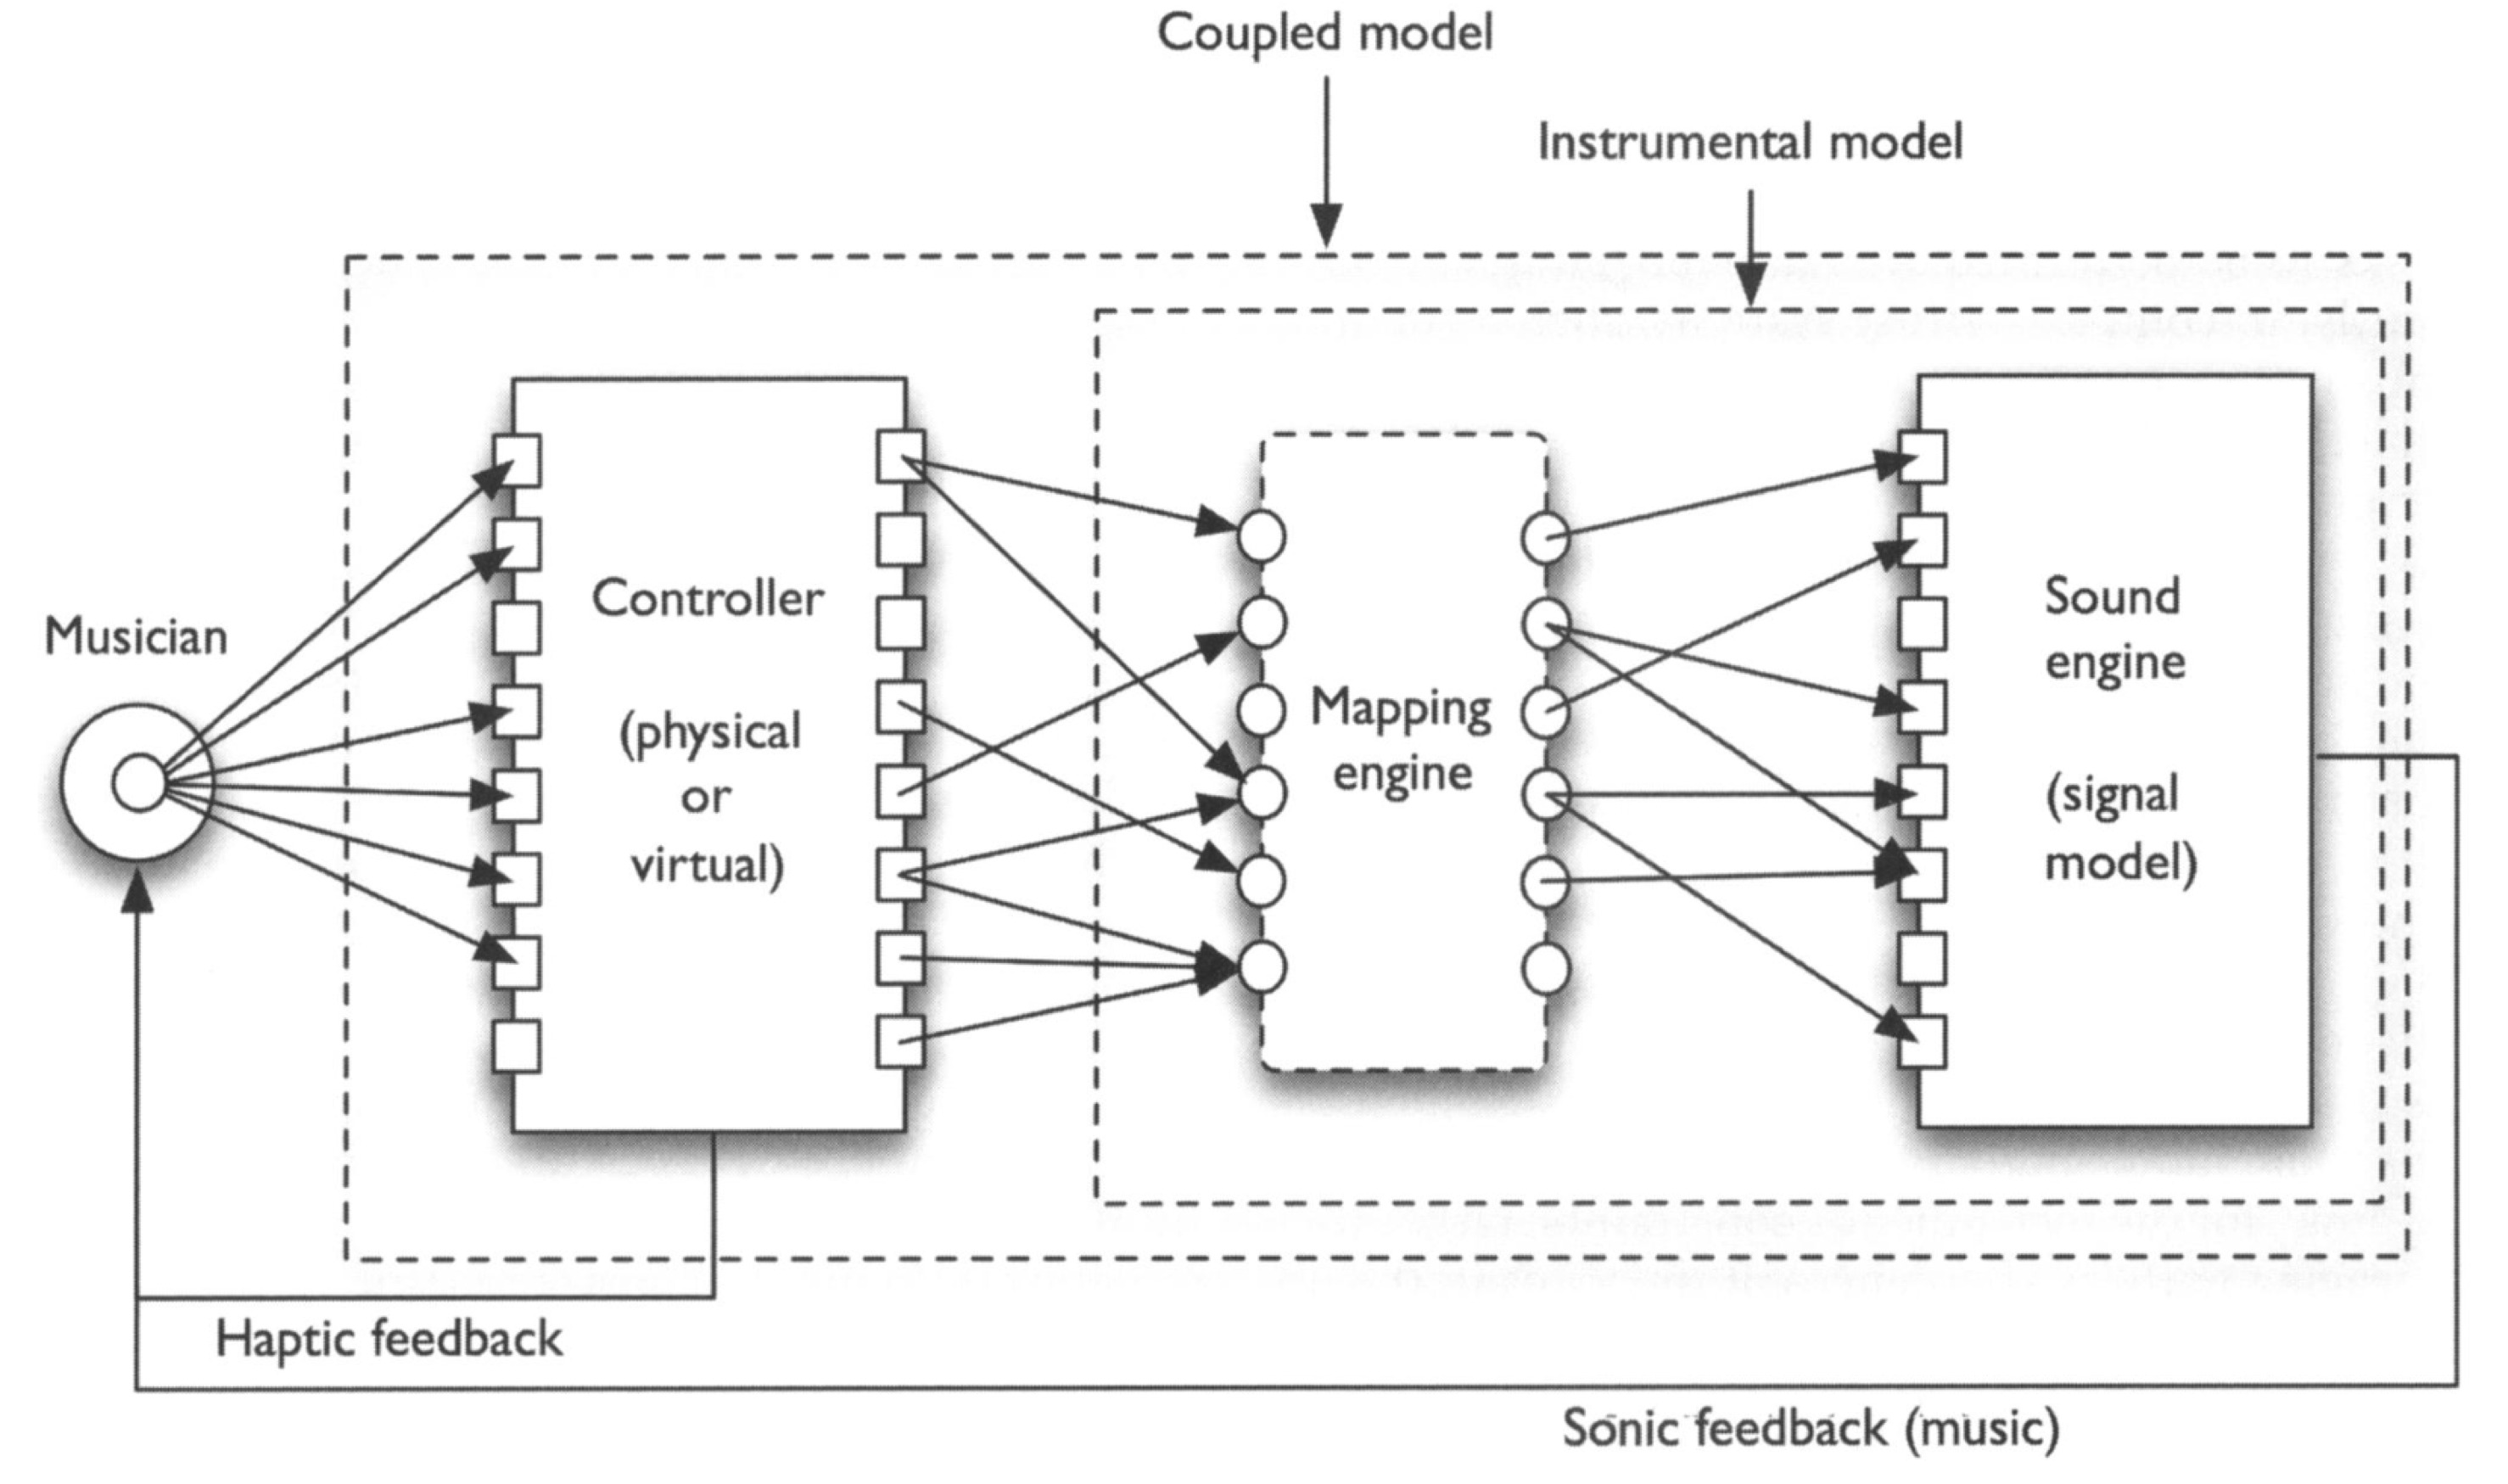 Coupled model
Instrumental model
Musician
Controller
(physical
or
virtual)
Mapping
engine
Sound
engine
(signal
model)
Haptic feedback
Sonic feedback (music)